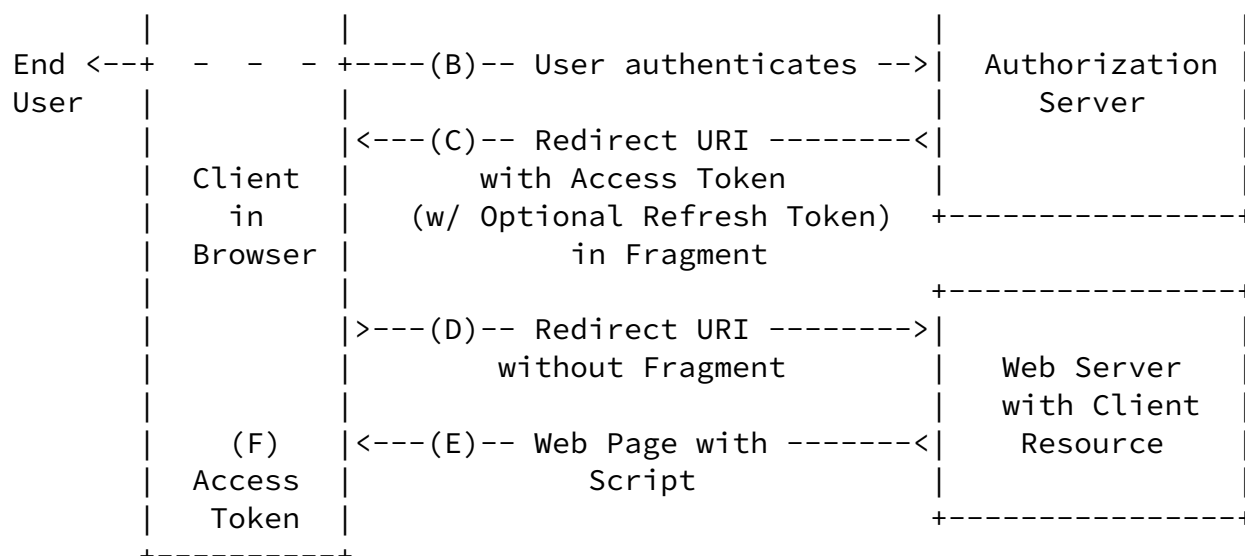 |          |                                |                |
 End <--+  -  -  - +----(B)-- User authenticates -->|  Authorization |
 User    |          |                                |     Server     |
         |          |<---(C)-- Redirect URI --------<|                |
         |  Client  |       with Access Token        |                |
         |    in    |   (w/ Optional Refresh Token)  +----------------+
         |  Browser |            in Fragment
         |          |                                +----------------+
         |          |>---(D)-- Redirect URI -------->|                |
         |          |        without Fragment        |   Web Server   |
         |          |                                |   with Client  |
         |    (F)   |<---(E)-- Web Page with -------<|    Resource    |
         |  Access  |             Script             |                |
         |   Token  |                                +----------------+
         +----------+